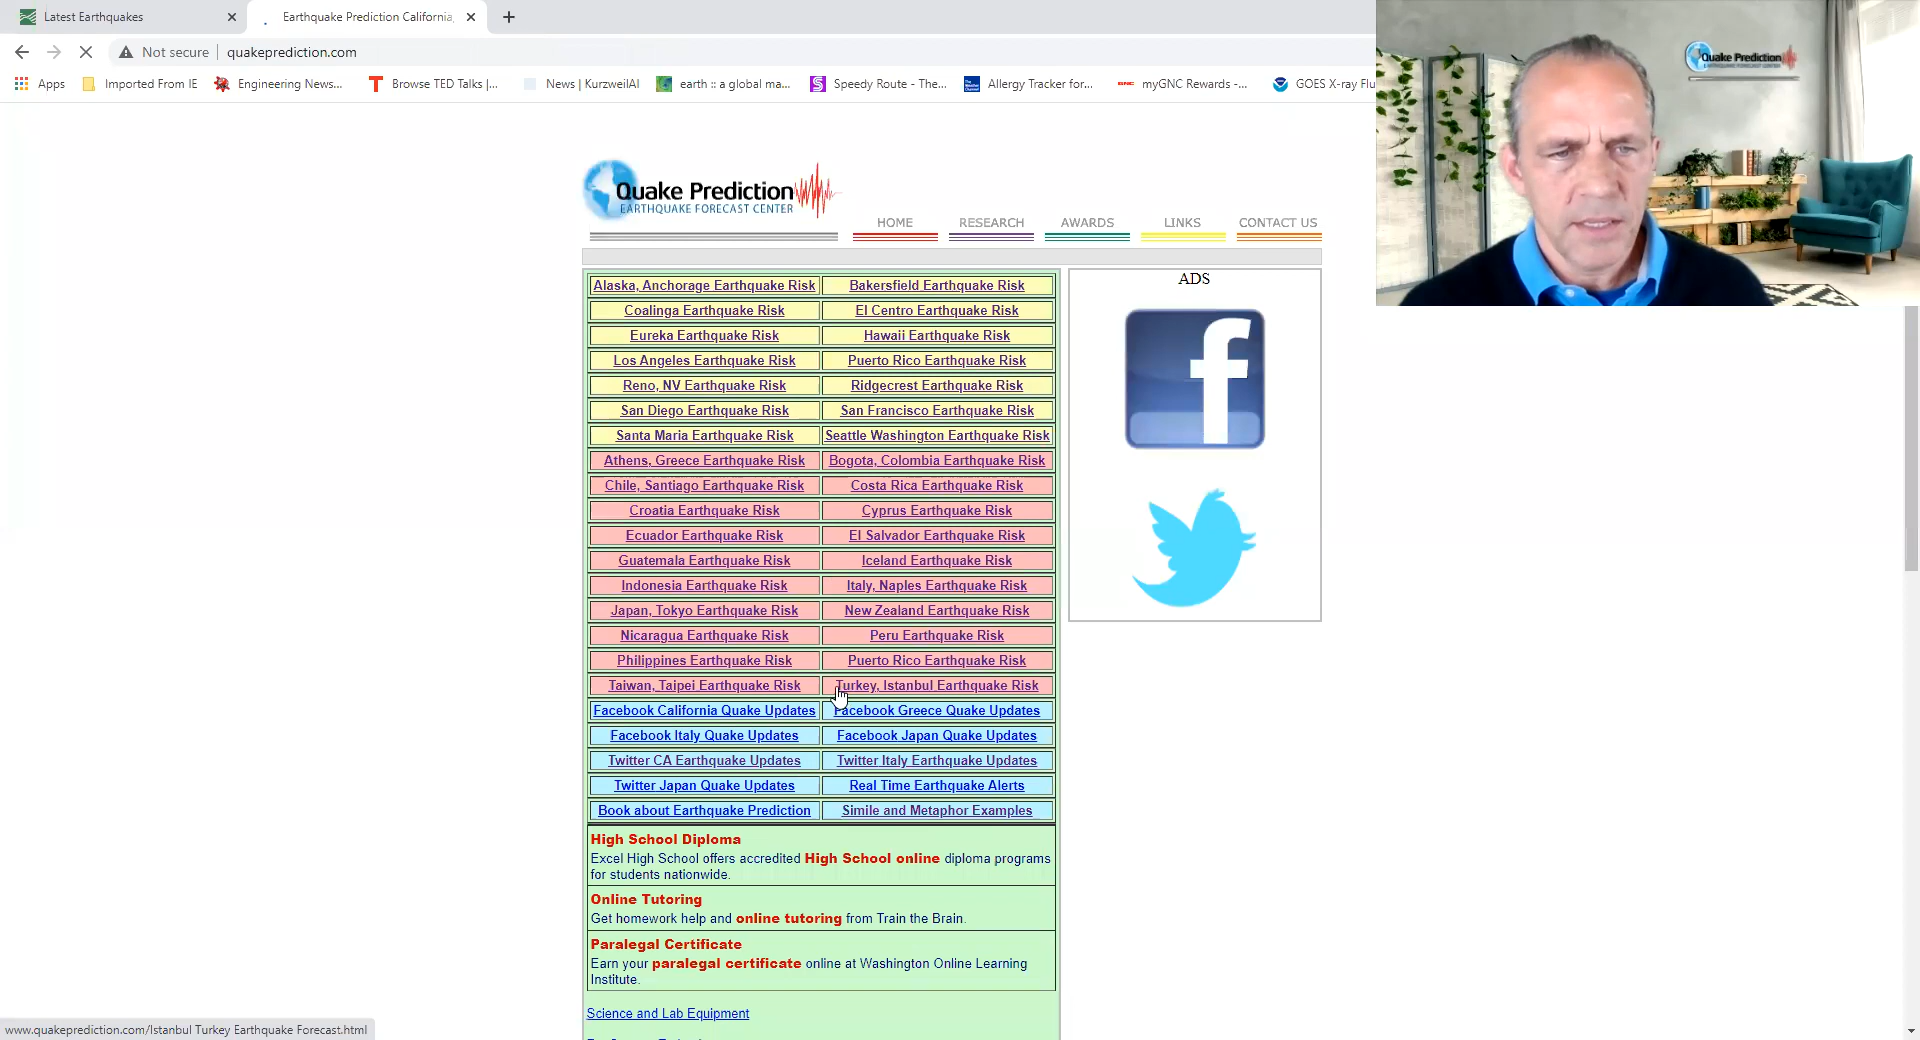 Latest Earthquakes
Earthquake Prediction California,
Not secure
quakeprediction.com
Apps
Imported From IE
Engineering News...
Browse TED Talks |...
News | KurzweilAI
earth :: a global ma...
Speedy Route - The...
Allergy Tracker for...
myGNC Rewards -...
GOES X-ray Flu
Quake Prediction
EARTHQUAKE FORECAST CENTER
Quake Prediction
EARTHQUAKE FORECAST CENTER
HOME RESEARCH AWARDS LINKS CONTACT US
Alaska, Anchorage Earthquake Risk Bakersfield Earthquake Risk
Coalinga Earthquake Risk El Centro Earthquake Risk
Eureka Earthquake Risk Hawaii Earthquake Risk
Los Angeles Earthquake Risk Puerto Rico Earthquake Risk
Reno, NV Earthquake Risk Ridgecrest Earthquake Risk
San Diego Earthquake Risk San Francisco Earthquake Risk
Santa Maria Earthquake Risk Seattle Washington Earthquake Risk
Athens, Greece Earthquake Risk Bogota, Colombia Earthquake Risk
Chile, Santiago Earthquake Risk Costa Rica Earthquake Risk
Croatia Earthquake Risk Cyprus Earthquake Risk
Ecuador Earthquake Risk El Salvador Earthquake Risk
Guatemala Earthquake Risk Iceland Earthquake Risk
Indonesia Earthquake Risk Italy, Naples Earthquake Risk
Japan, Tokyo Earthquake Risk New Zealand Earthquake Risk
Nicaragua Earthquake Risk Peru Earthquake Risk
Philippines Earthquake Risk Puerto Rico Earthquake Risk
Taiwan, Taipei Earthquake Risk Turkey, Istanbul Earthquake Risk
Facebook California Quake Updates Facebook Greece Quake Updates
Facebook Italy Quake Updates Facebook Japan Quake Updates
Twitter CA Earthquake Updates Twitter Italy Earthquake Updates
Twitter Japan Quake Updates Real Time Earthquake Alerts
Book about Earthquake Prediction Simile and Metaphor Examples
ADS
High School Diploma
Excel High School offers accredited High School online diploma programs
for students nationwide.
Online Tutoring
Get homework help and online tutoring from Train the Brain.
Paralegal Certificate
Earn your paralegal certificate online at Washington Online Learning
Institute.
Science and Lab Equipment
www.quakeprediction.com/Istanbul Turkey Earthquake Forecast.html